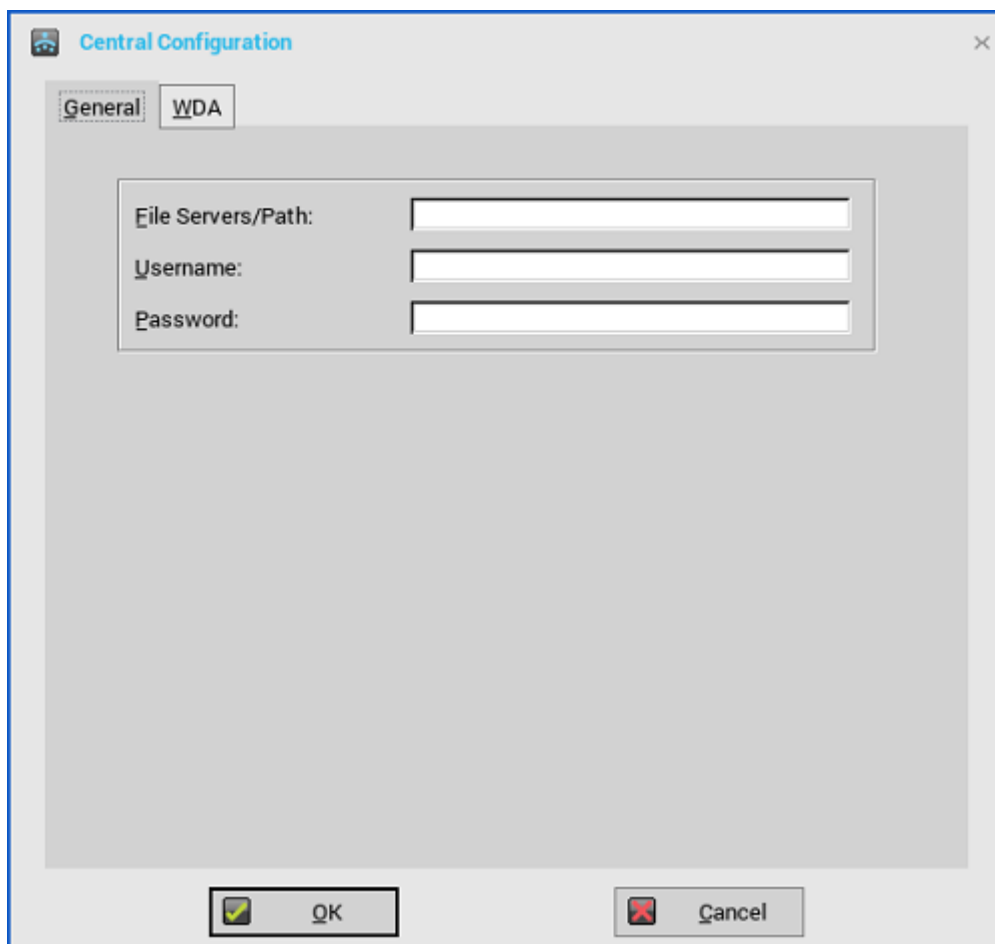 Central Configuration
General WDA
File Servers/Path:
Username:
Password:
OK Cancel